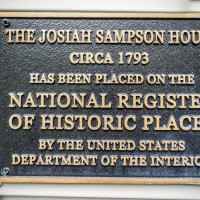 THE JOSIAH SAMPSON HOU
CIRCA 1793
HAS BEEN PLACED ON THE
NATIONAL REGISTE
OF HISTORIC PLACE
BY THE UNITED STATES
DEPARTMENT OF THE INTERIO